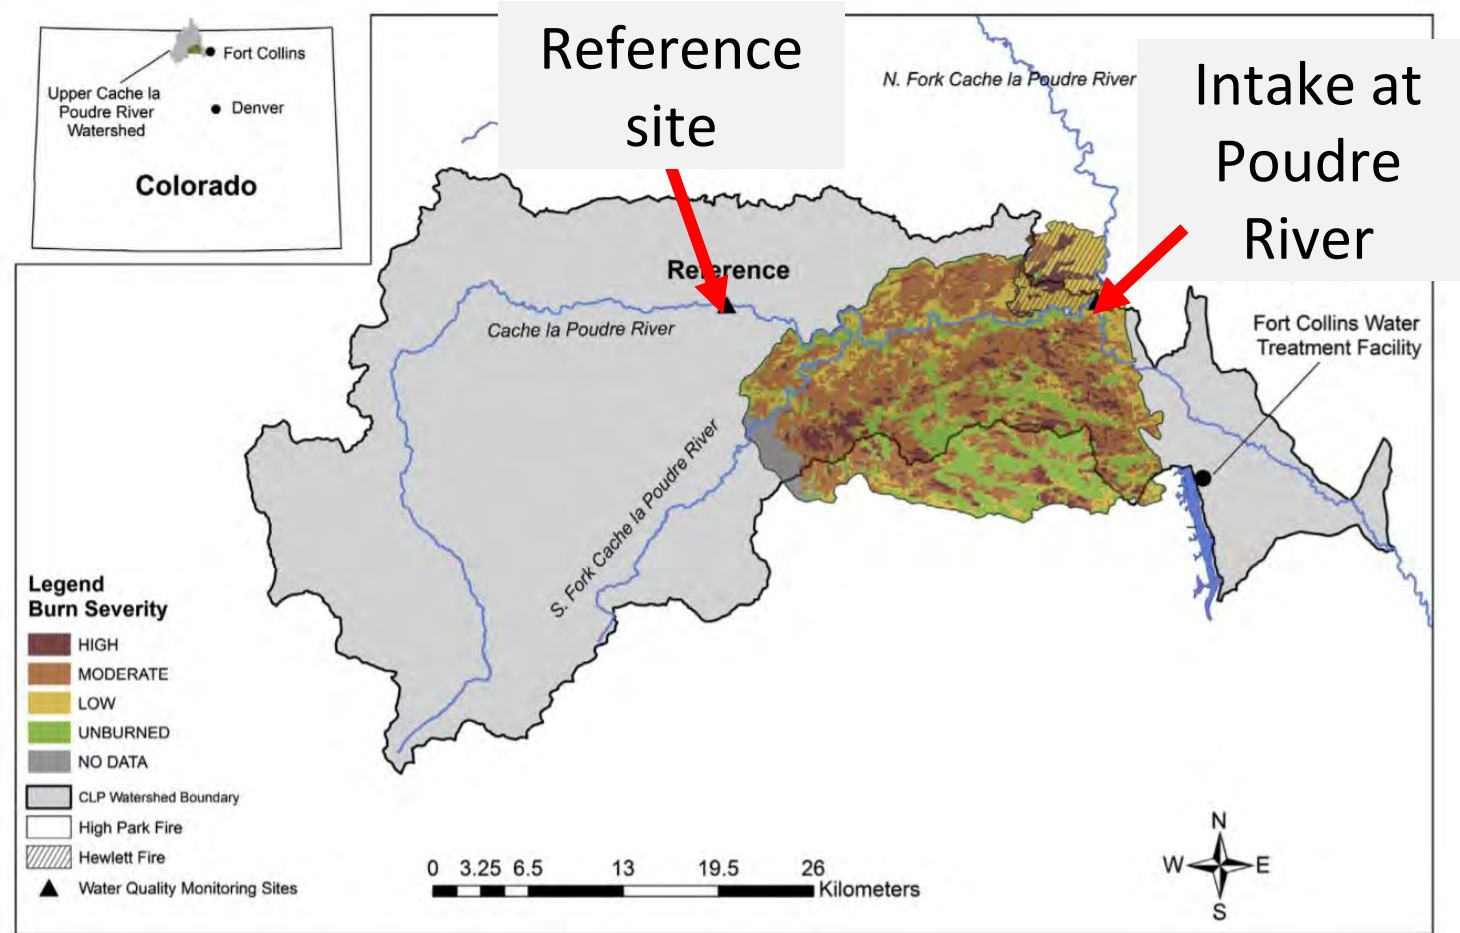 Fort Collins
Upper Cache la
Poudre River
Watershed
Denver
Colorado
Reference
site
N. Fork Cache la Poudre River
Intake at
Poudre
River
Reference
Cache la Poudre River
S. Fork Cache la Poudre River
Fort Collins Water
Treatment Facility
Legend
Burn Severity
HIGH
MODERATE
LOW
UNBURNED
NO DATA
CLP Watershed Boundary
High Park Fire
Hewlett Fire
Water Quality Monitoring Sites
0 3.25 6.5 13 19.5 26
Kilometers
N
W E
S